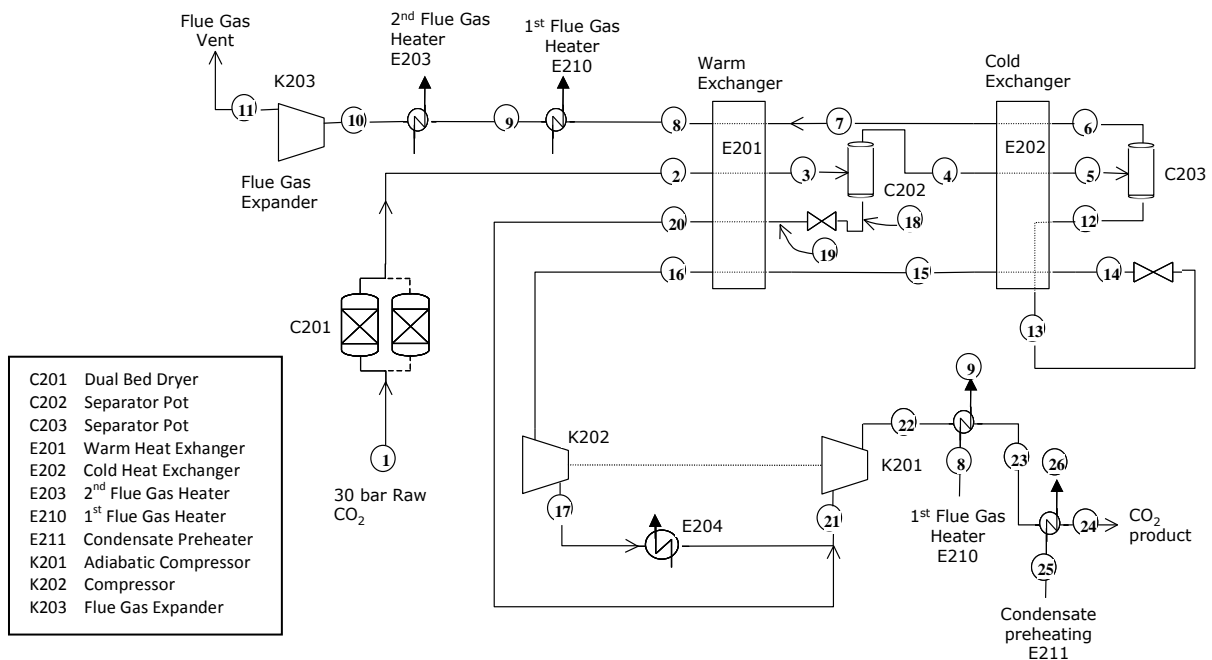 Flue Gas
Vent
K203
11
10
Flue Gas
Expander
2nd Flue Gas
Heater
E203
9
1st Flue Gas
Heater
E210
8
Warm
Exchanger
E201
7
2
3
C202
4
20
18
19
16
15
Cold
Exchanger
E202
6
5
C203
12
14
13
C201
1
30 bar Raw
CO2
K202
17
E204
K201
21
22
9
8
1st Flue Gas
Heater
E210
23
26
24
CO2
product
25
Condensate
preheating
E211
C201 Dual Bed Dryer
C202 Separator Pot
C203 Separator Pot
E201 Warm Heat Exhanger
E202 Cold Heat Exchanger
E203 2nd Flue Gas Heater
E210 1st Flue Gas Heater
E211 Condensate Preheater
K201 Adiabatic Compressor
K202 Compressor
K203 Flue Gas Expander